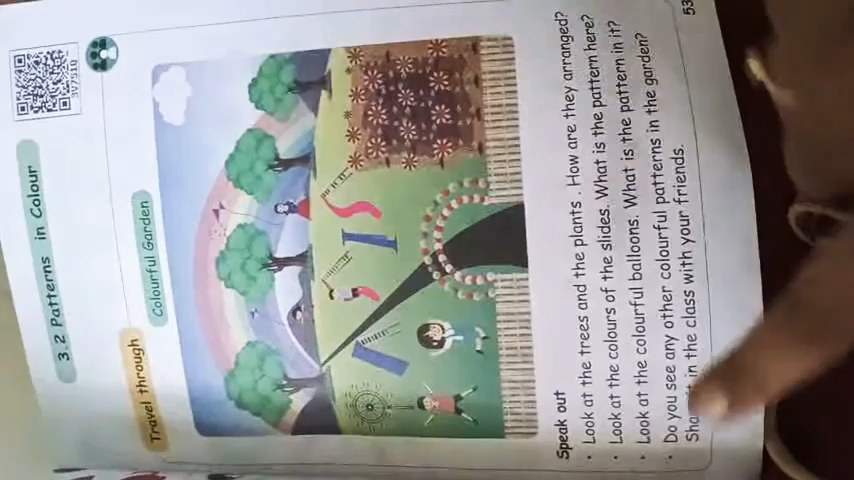 3V7S1Q
3.2 Patterns in Colour
Travel through
Colourful Garden
Speak out
• Look at the trees and the plants . How are they arranged?
• Look at the colours of the slides. What is the pattern here?
• Look at the colourful balloons. What is the pattern in it?
• Do you see any other colourful patterns in the garden?
in the class with your friends.
53